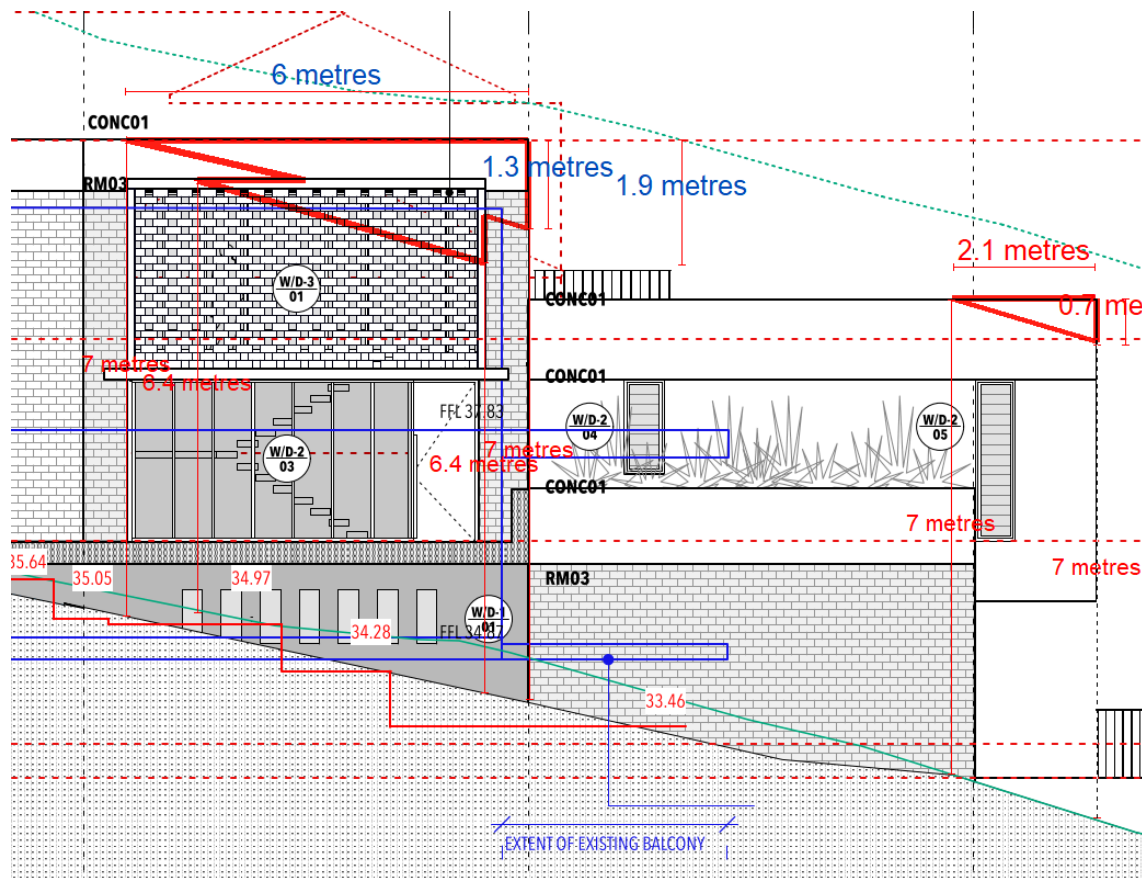 6 metres
CONC01
1.3 metres
1.9 metres
RM03
2.1 metres
W/D-3
01
CONC01
0.7 me
7 metres
6.4 metres
CONC01
FFL 37.83
W/D-2
04
W/D-2
05
W/D-2
03
7 metres
6.4 metres
CONC01
7 metres
35.64
35.05
34.97
RM03
7 metres
W/D-1
01
34.28
FFL 34.87
33.46
EXTENT OF EXISTING BALCONY